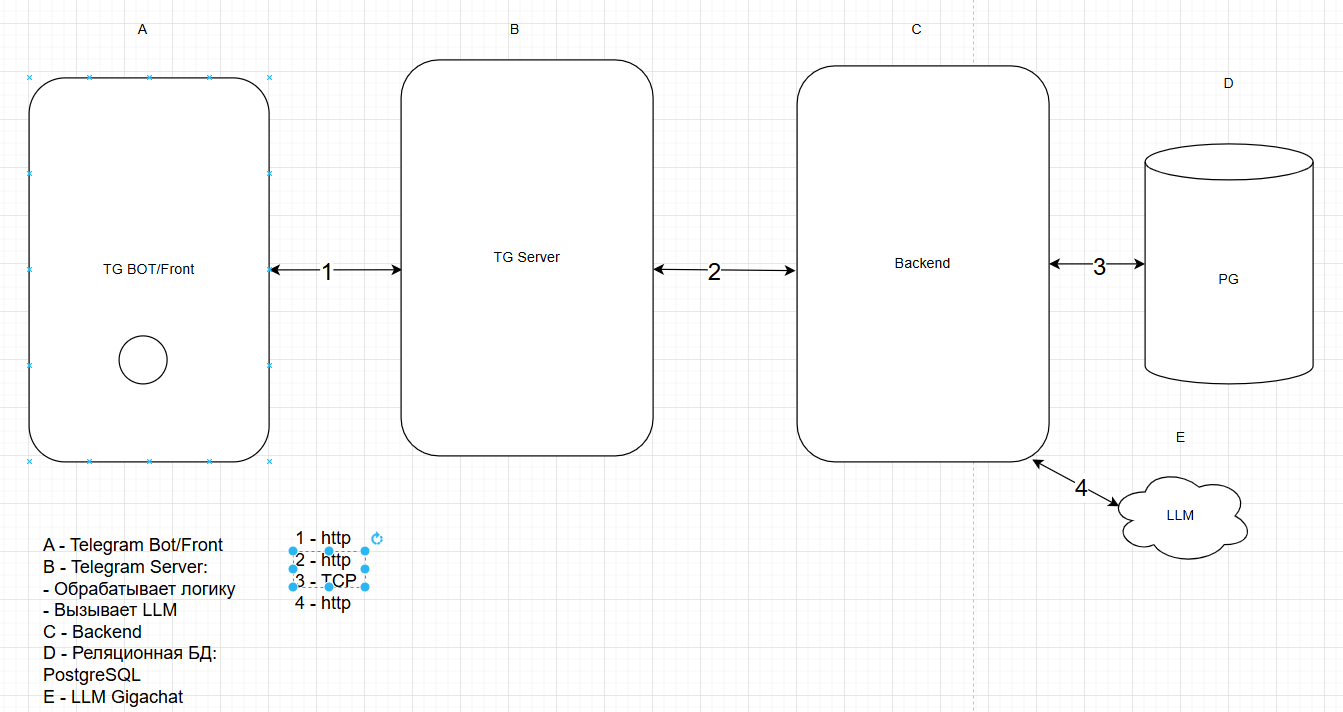 A
B
C
D
TG BOT/Front
1
TG Server
2
Backend
3
PG
E
4
LLM
A - Telegram Bot/Front
B - Telegram Server:
- Обрабатывает логику
- Вызывает LLM
C - Backend
D - Реляционная БД:
PostgreSQL
E - LLM Gigachat
1 - http
2 - http
3 - TCP
4 - http